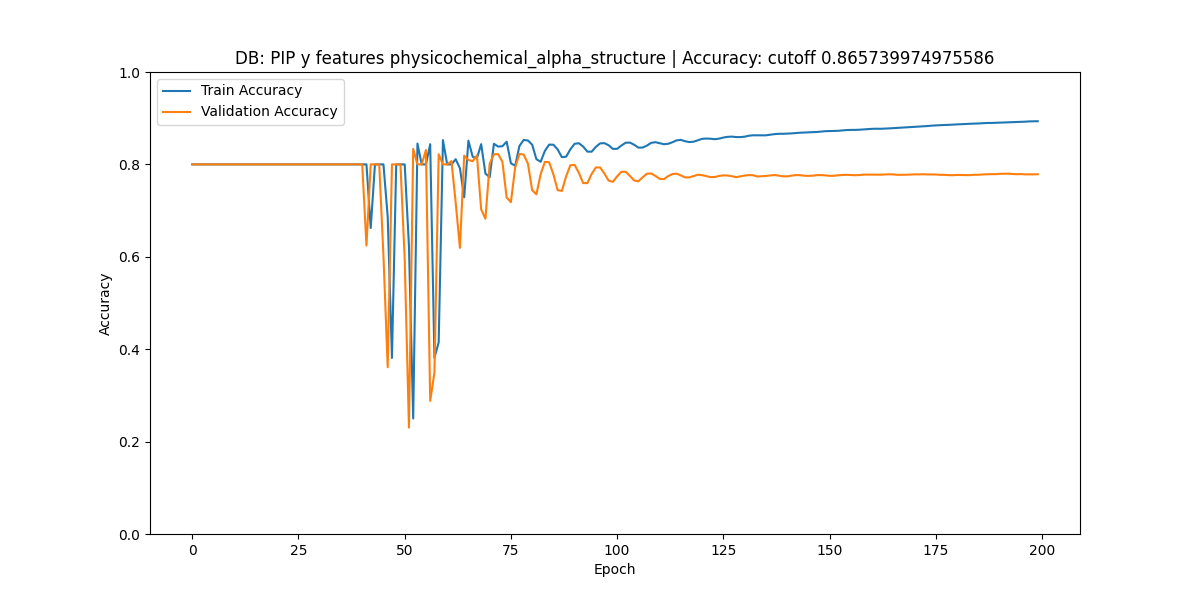 DB: PIP y features physicochemical_alpha_structure | Accuracy: cutoff 0.865739974975586
Train Accuracy
Validation Accuracy
1.0
0.8
0.6
0.4
0.2
0.0
Accuracy
0 25 50 75 100 125 150 175 200
Epoch